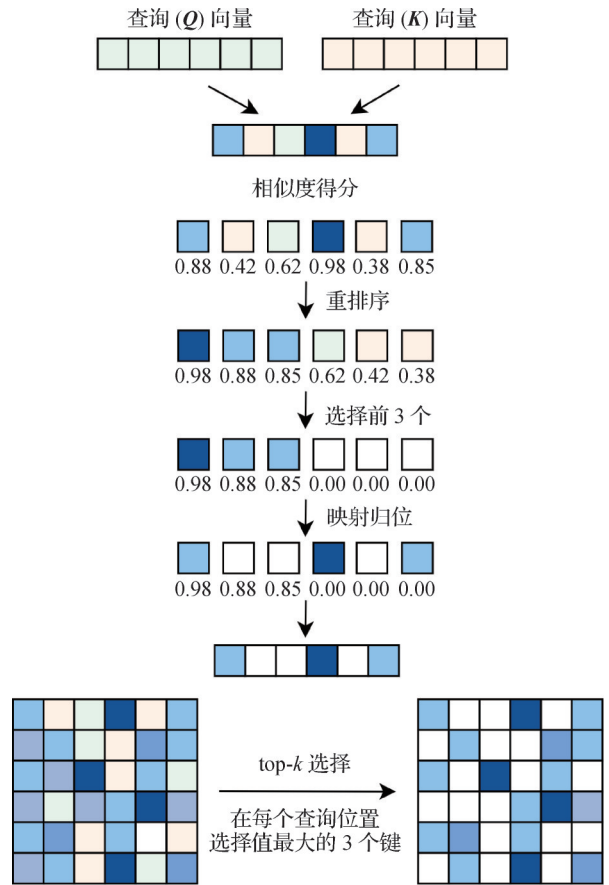 查询 (Q) 向量 查询 (K) 向量
相似度得分
0.88 0.42 0.62 0.98 0.38 0.85
重排序
0.98 0.88 0.85 0.62 0.42 0.38
选择前 3 个
0.98 0.88 0.85 0.00 0.00 0.00
映射归位
0.98 0.88 0.85 0.00 0.00 0.00
top-k 选择
在每个查询位置
选择值最大的 3 个键